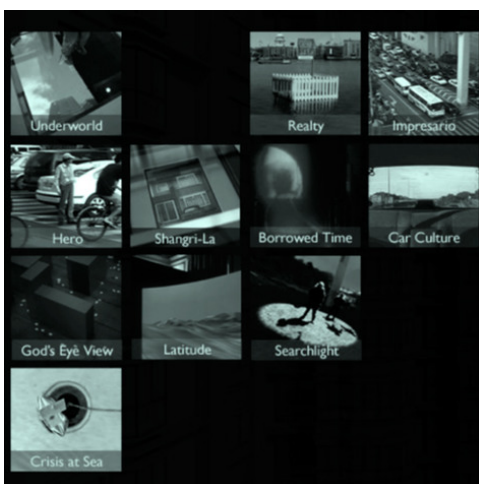 Underworld
Realty
Impresario
Hero
Shangri-La
Borrowed Time
Car Culture
God's Eye View
Latitude
Searchlight
Crisis at Sea